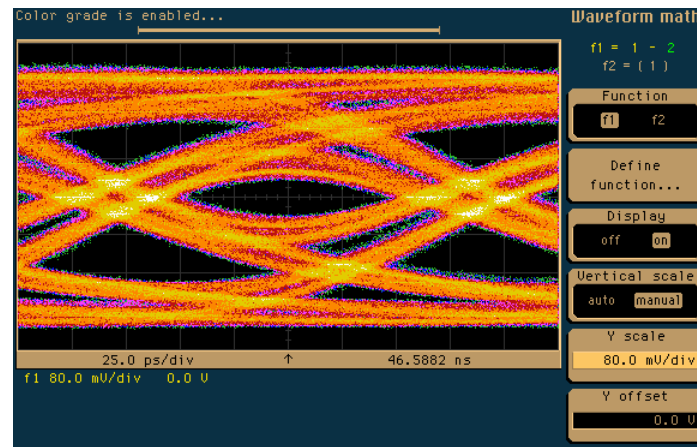 Color grade is enabled...
Waveform math
f1 = 1 - 2
f2 = ( 1 )
Function
f1 f2
Define
function...
Display
off on
Vertical scale
auto manual
Y scale
80.0 mV/div
Y offset
0.0 V
25.0 ps/div ↑ 46.5882 ns
f1 80.0 mV/div 0.0 V